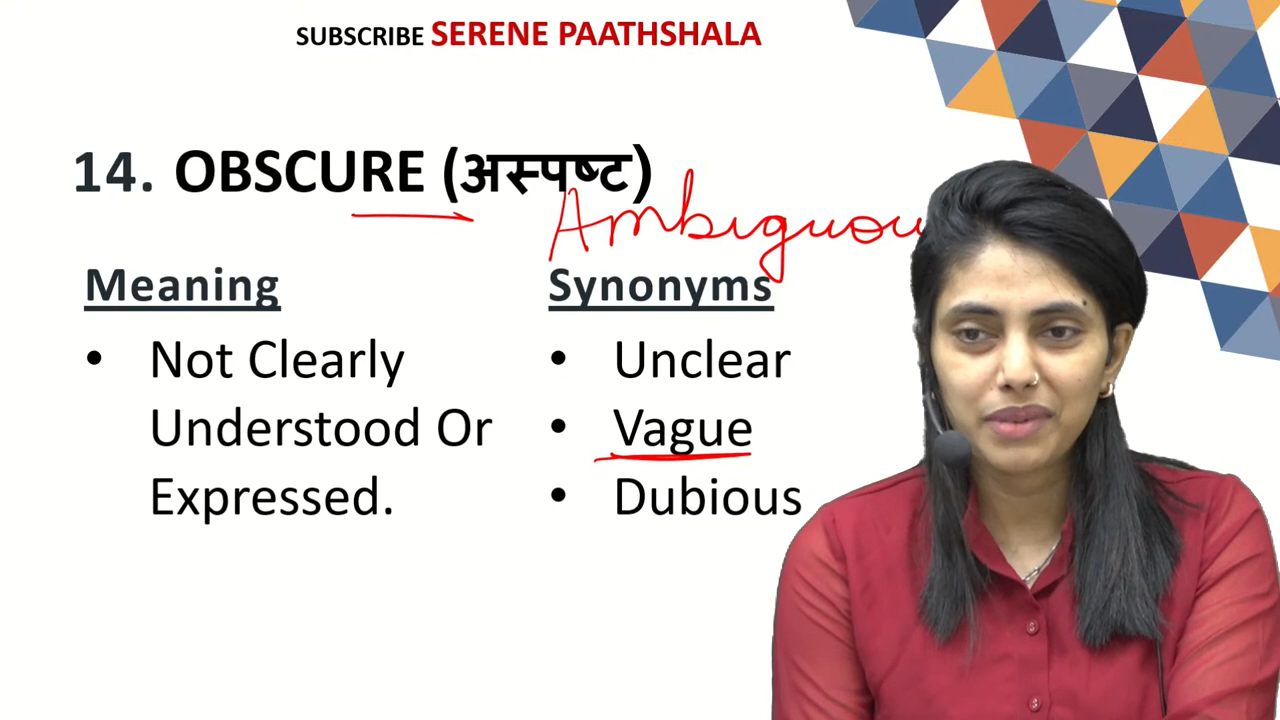 SUBSCRIBE SERENE PAATHSHALA
14. OBSCURE (अस्पष्ट)
Meaning
• Not Clearly
Understood Or
Expressed.
Synonyms
• Unclear
• Vague
• Dubious